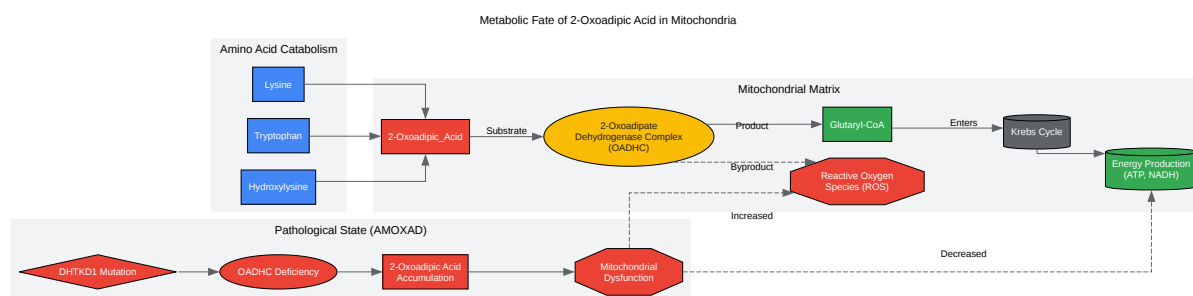 Metabolic Fate of 2-Oxoadipic Acid in Mitochondria
Amino Acid Catabolism
Lysine
Tryptophan
Hydroxylysine
Mitochondrial Matrix
2-Oxoadipic_Acid
Substrate
2-Oxoadipate
Dehydrogenase Complex
(OADHC)
Product
Byproduct
Glutaryl-CoA
Enters
Krebs Cycle
Energy Production
(ATP, NADH)
Reactive Oxygen
Species (ROS)
Increased
Pathological State (AMOXAD)
DHTKD1 Mutation
OADHC Deficiency
2-Oxoadipic Acid
Accumulation
Mitochondrial
Dysfunction
Decreased